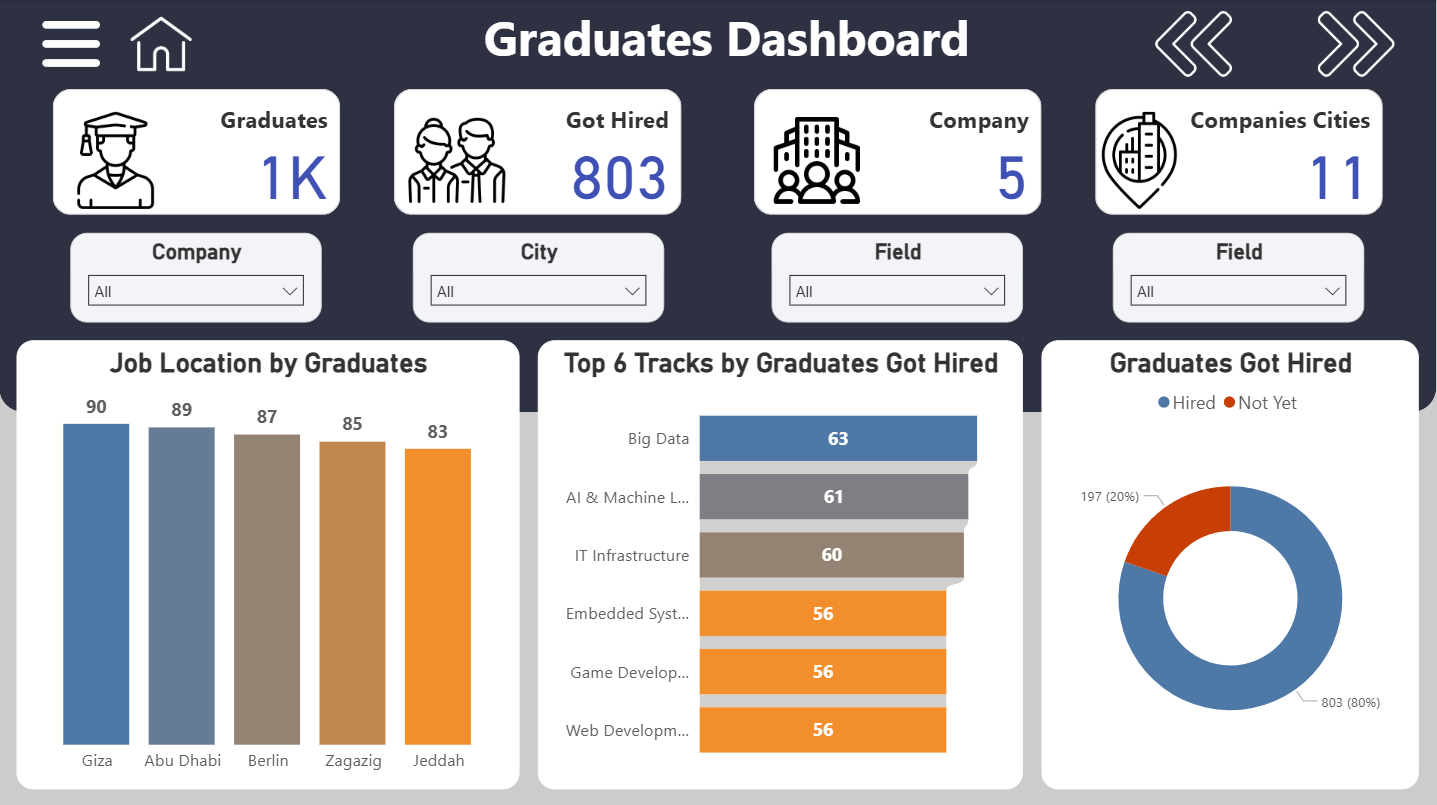 Graduates Dashboard
Graduates
1K
Got Hired
803
Company
5
Companies Cities
11
Company
All
City
All
Field
All
Field
All
Job Location by Graduates
90
89
87
85
83
Giza
Abu Dhabi
Berlin
Zagazig
Jeddah
Top 6 Tracks by Graduates Got Hired
Big Data 63
AI & Machine L... 61
IT Infrastructure 60
Embedded Syst... 56
Game Develop... 56
Web Developm... 56
Graduates Got Hired
Hired Not Yet
197 (20%)
803 (80%)